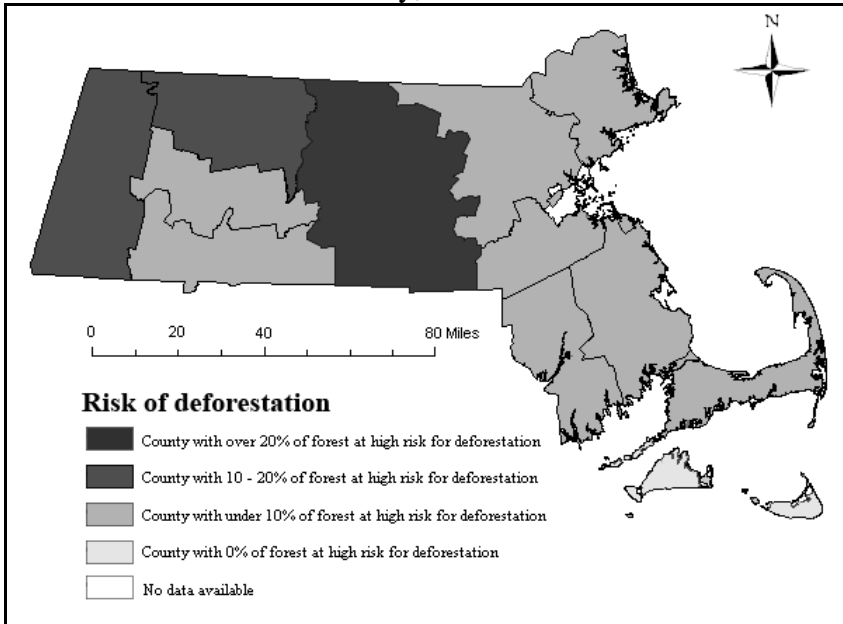 N
0 20 40 80 Miles
Risk of deforestation
County with over 20% of forest at high risk for deforestation
County with 10 - 20% of forest at high risk for deforestation
County with under 10% of forest at high risk for deforestation
County with 0% of forest at high risk for deforestation
No data available